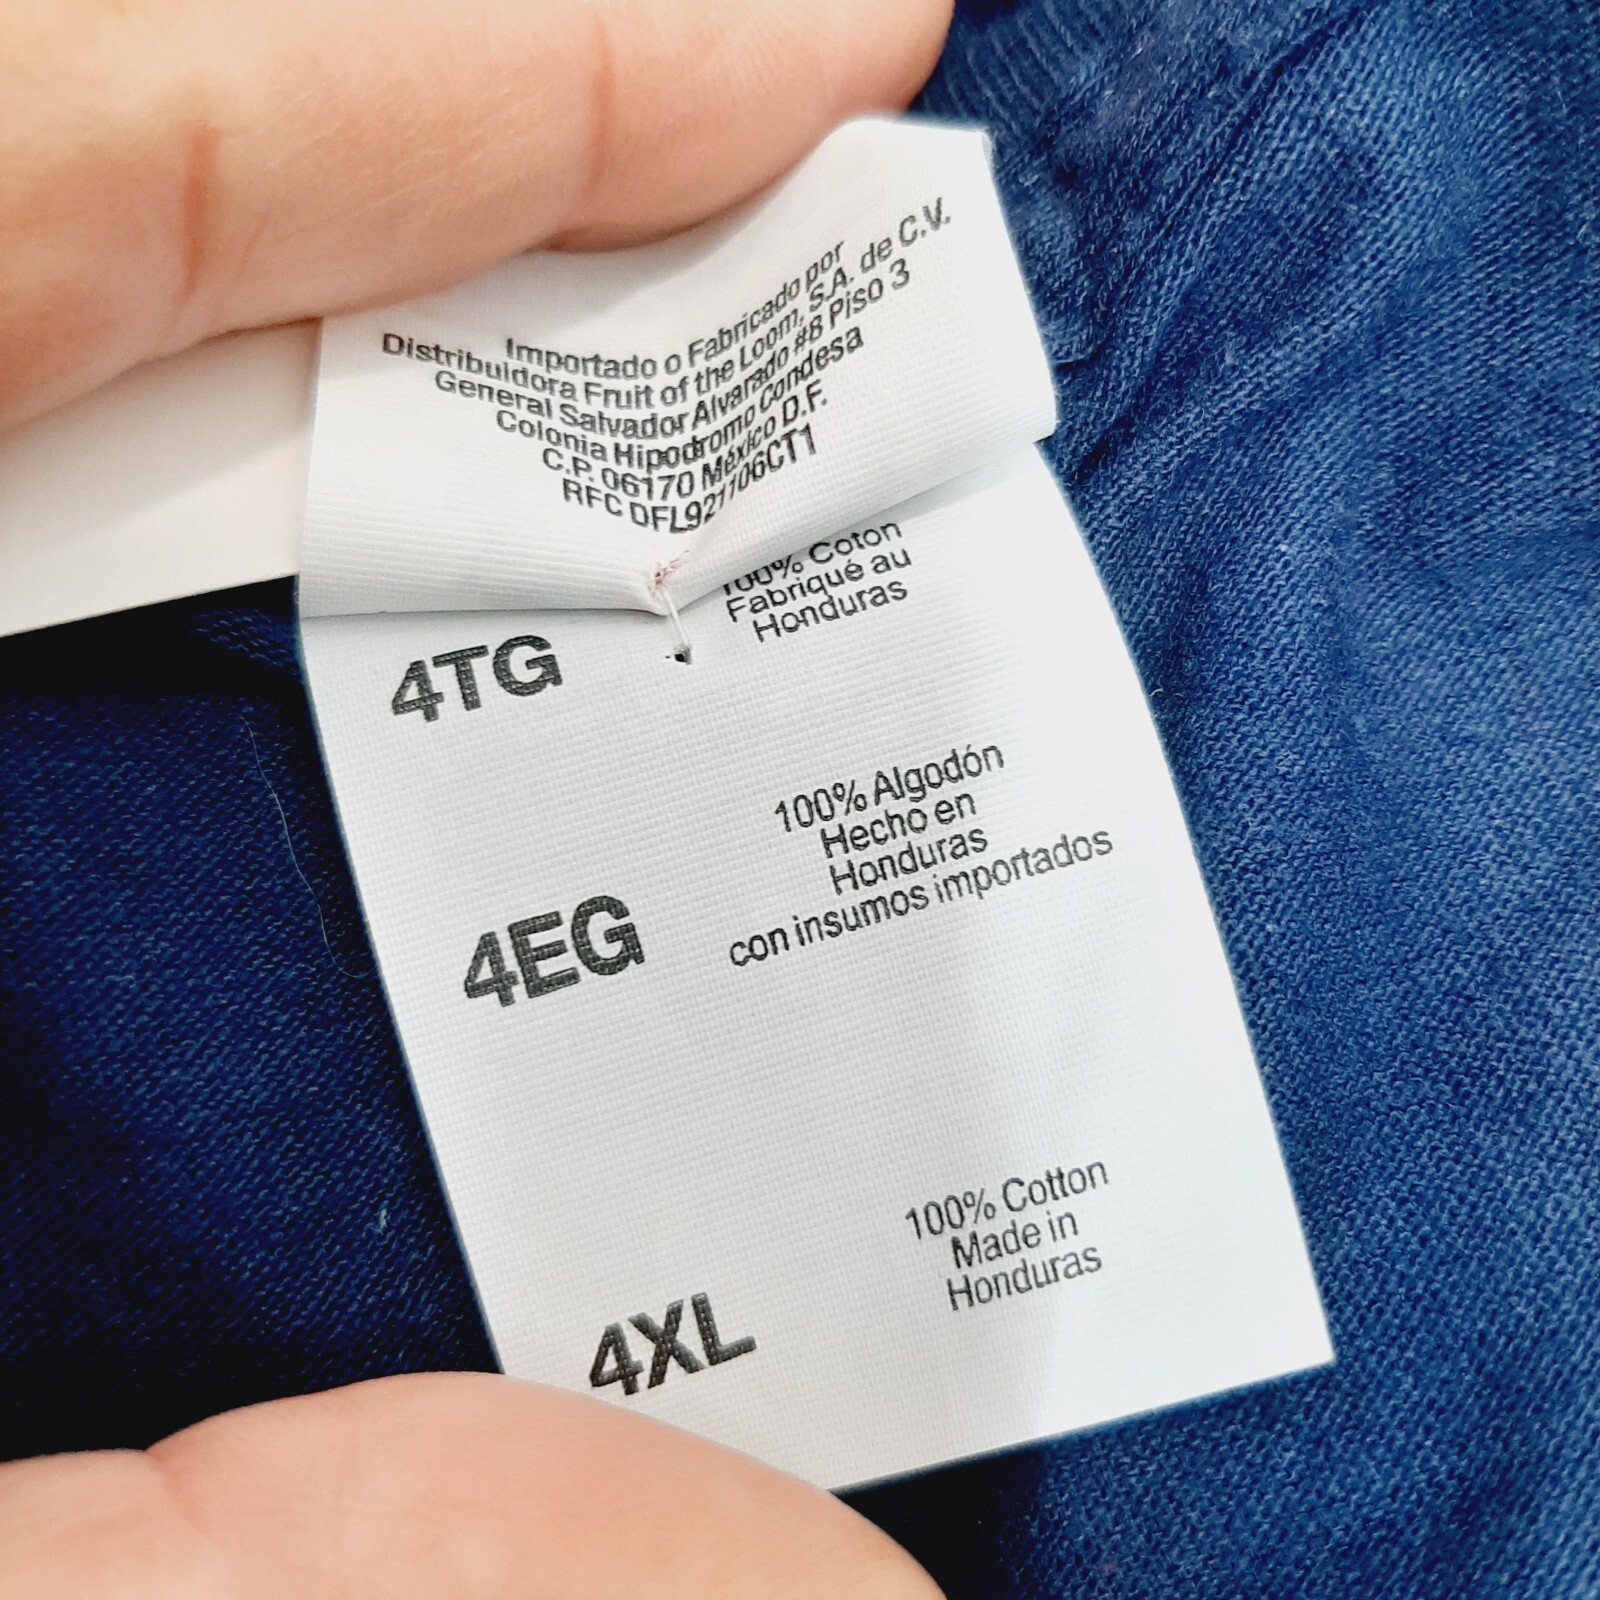 Importado o Fabricado por
Distribuidora Fruit of the Loom, S.A. de C.V.
General Salvador Alvarado #8 Piso 3
Colonia Hipodromo Condesa
C.P. 06170 México D.F.
RFC DFL921106CT1
100% Coton
Fabriqué au
Honduras
4TG
100% Algodón
Hecho en
Honduras
con insumos importados
4EG
100% Cotton
Made in
Honduras
4XL